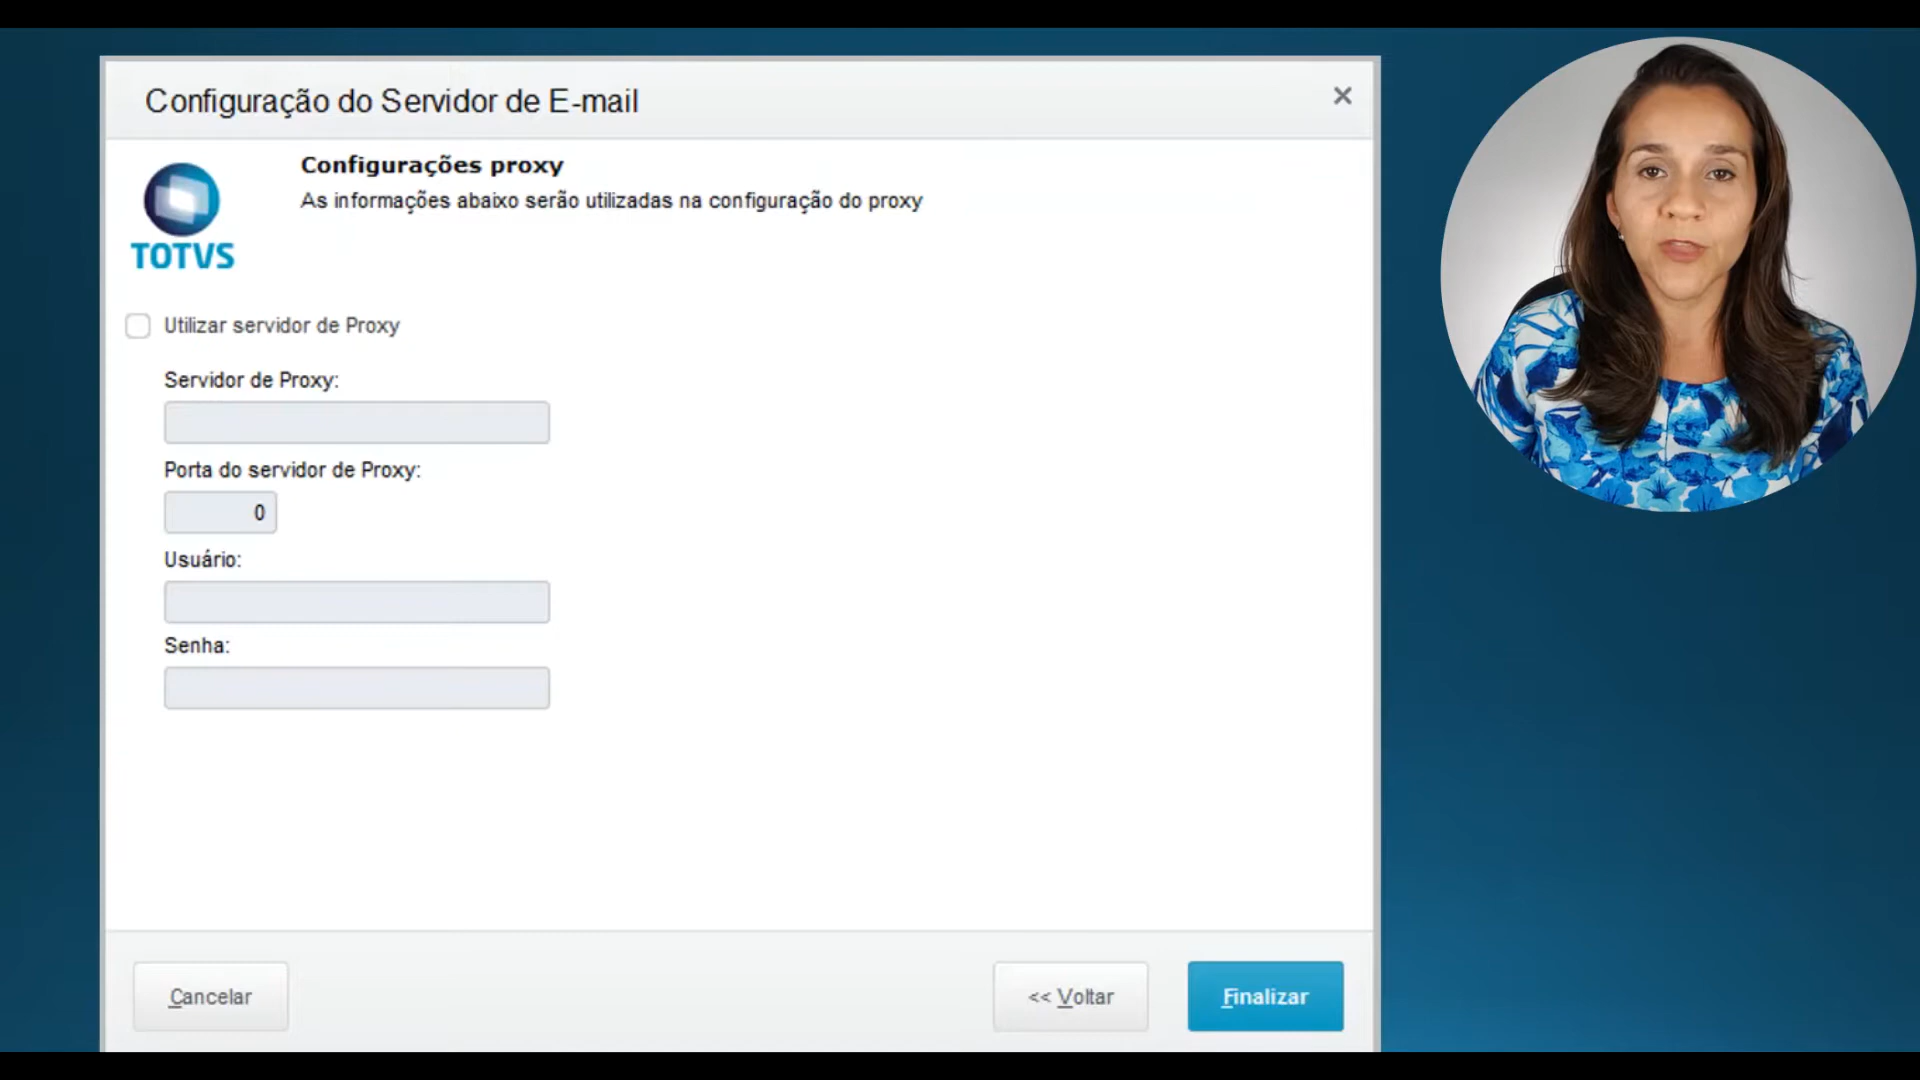 Configuração do Servidor de E-mail
×
Configurações proxy
As informações abaixo serão utilizadas na configuração do proxy
TOTVS
Utilizar servidor de Proxy
Servidor de Proxy:
Porta do servidor de Proxy:
0
Usuário:
Senha:
Cancelar
<< Voltar
Finalizar